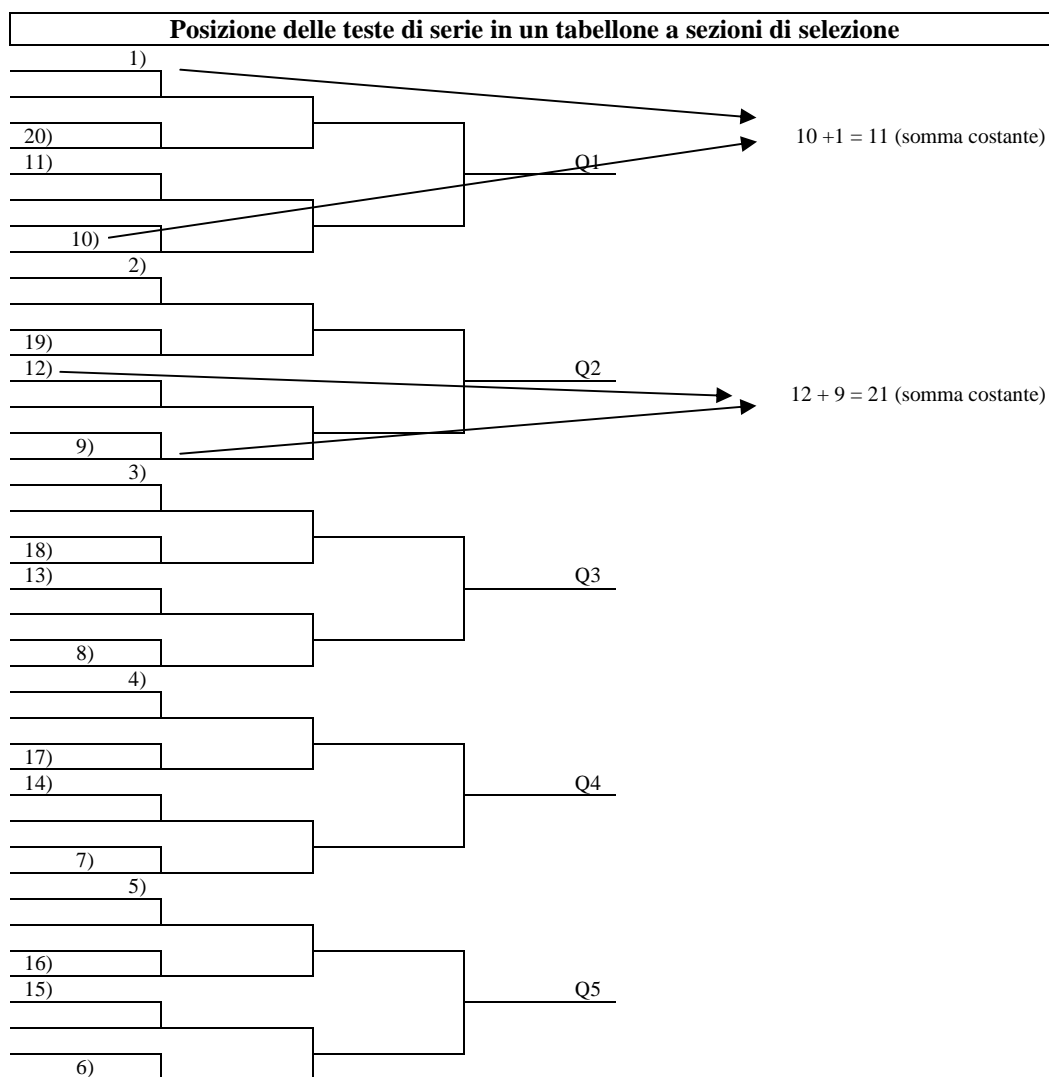 Posizione delle teste di serie in un tabellone a sezioni di selezione
1)
10 +1 = 11 (somma costante)
20)
11)
Q1
10)
2)
19)
12)
Q2
12 + 9 = 21 (somma costante)
9)
3)
18)
13)
Q3
8)
4)
17)
14)
Q4
7)
5)
16)
15)
Q5
6)